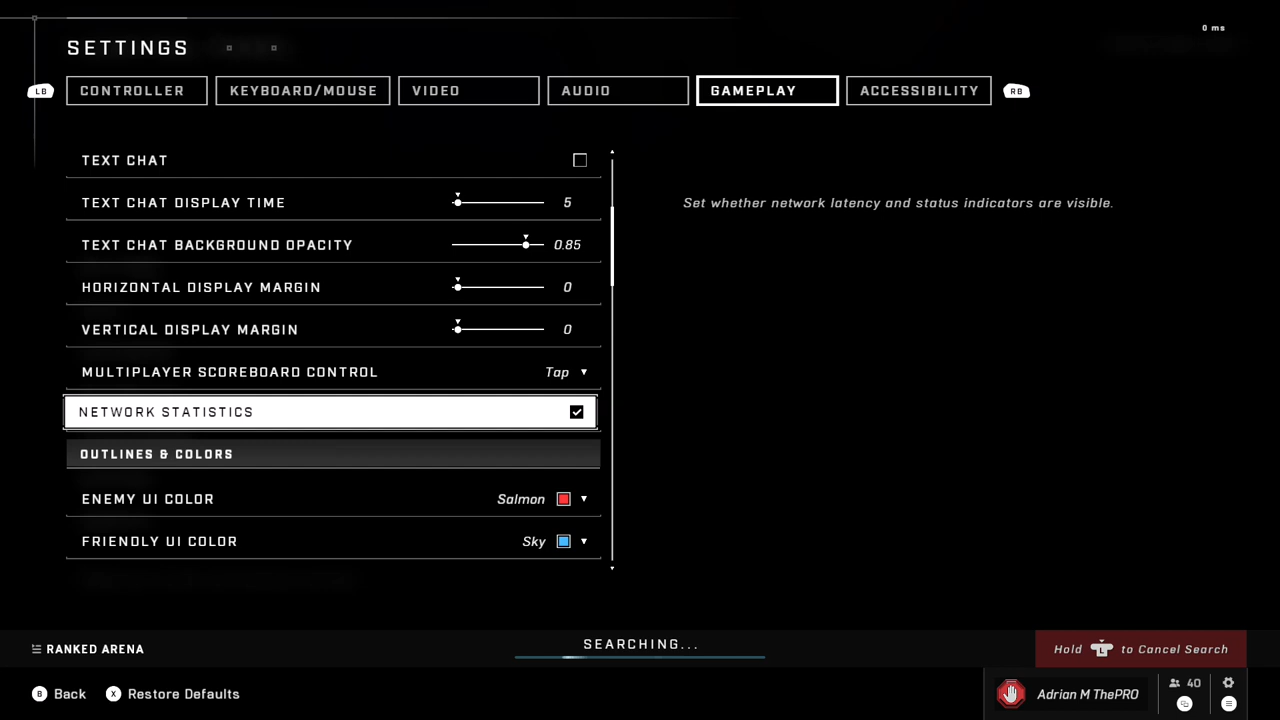 0 ms
SETTINGS
LB CONTROLLER KEYBOARD/MOUSE VIDEO AUDIO GAMEPLAY ACCESSIBILITY RB
TEXT CHAT
TEXT CHAT DISPLAY TIME 5
Set whether network latency and status indicators are visible.
TEXT CHAT BACKGROUND OPACITY 0.85
HORIZONTAL DISPLAY MARGIN 0
VERTICAL DISPLAY MARGIN 0
MULTIPLAYER SCOREBOARD CONTROL Tap
NETWORK STATISTICS
OUTLINES & COLORS
ENEMY UI COLOR Salmon
FRIENDLY UI COLOR Sky
RANKED ARENA SEARCHING... Hold L to Cancel Search
B Back X Restore Defaults Adrian M ThePRO 40